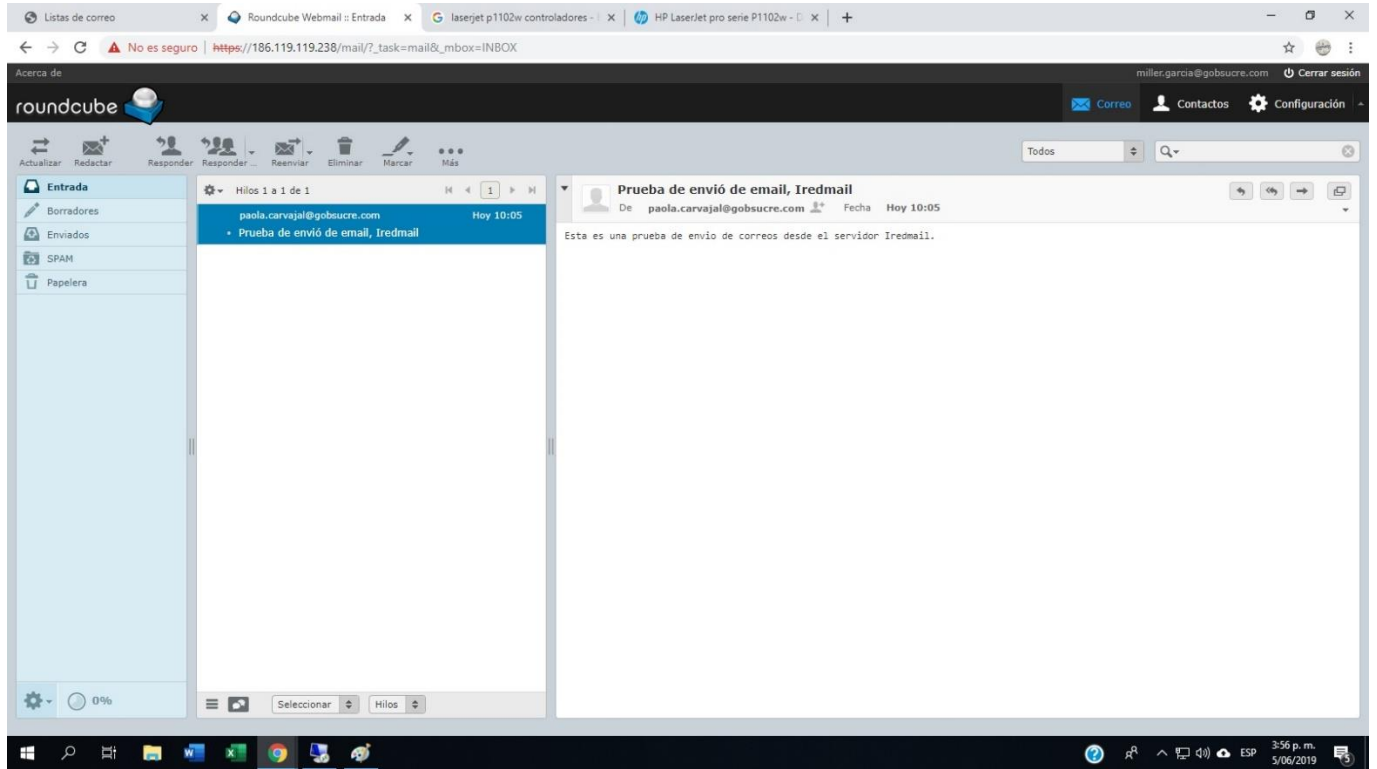 Listas de correo Roundcube Webmail :: Entrada laserjet p1102w controladores - HP LaserJet pro serie P1102w - D
No es seguro | https://186.119.119.238/mail/?_task=mail&_mbox=INBOX
Acerca de miller.garcia@gobsucre.com Cerrar sesión
roundcube Correo Contactos Configuración
Actualizar Redactar Responder Responder ... Reenviar Eliminar Marcar Más Todos
Entrada
Borradores
Enviados
SPAM
Papelera
Hilos 1 a 1 de 1 1
paola.carvajal@gobsucre.com Hoy 10:05
• Prueba de envió de email, Iredmail
Prueba de envió de email, Iredmail
De paola.carvajal@gobsucre.com Fecha Hoy 10:05
Esta es una prueba de envio de correos desde el servidor Iredmail.
0% Seleccionar Hilos
ESP 3:56 p. m.
5/06/2019